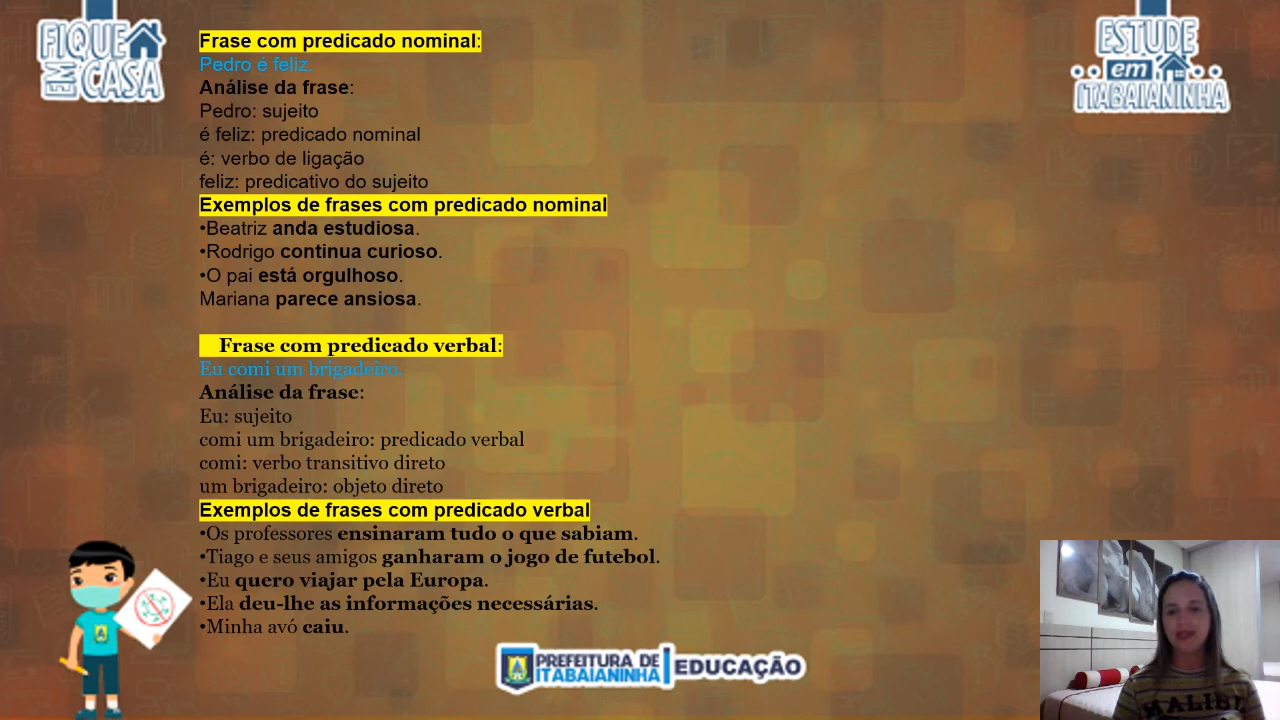 FIQUE
EM
CASA
ESTUDE
em
ITABAIANINHA
Frase com predicado nominal:
Pedro é feliz.
Análise da frase:
Pedro: sujeito
é feliz: predicado nominal
é: verbo de ligação
feliz: predicativo do sujeito
Exemplos de frases com predicado nominal
•Beatriz anda estudiosa.
•Rodrigo continua curioso.
•O pai está orgulhoso.
Mariana parece ansiosa.
Frase com predicado verbal:
Eu comi um brigadeiro.
Análise da frase:
Eu: sujeito
comi um brigadeiro: predicado verbal
comi: verbo transitivo direto
um brigadeiro: objeto direto
Exemplos de frases com predicado verbal
•Os professores ensinaram tudo o que sabiam.
•Tiago e seus amigos ganharam o jogo de futebol.
•Eu quero viajar pela Europa.
•Ela deu-lhe as informações necessárias.
•Minha avó caiu.
PREFEITURA DE
ITABAIANINHA
EDUCAÇÃO